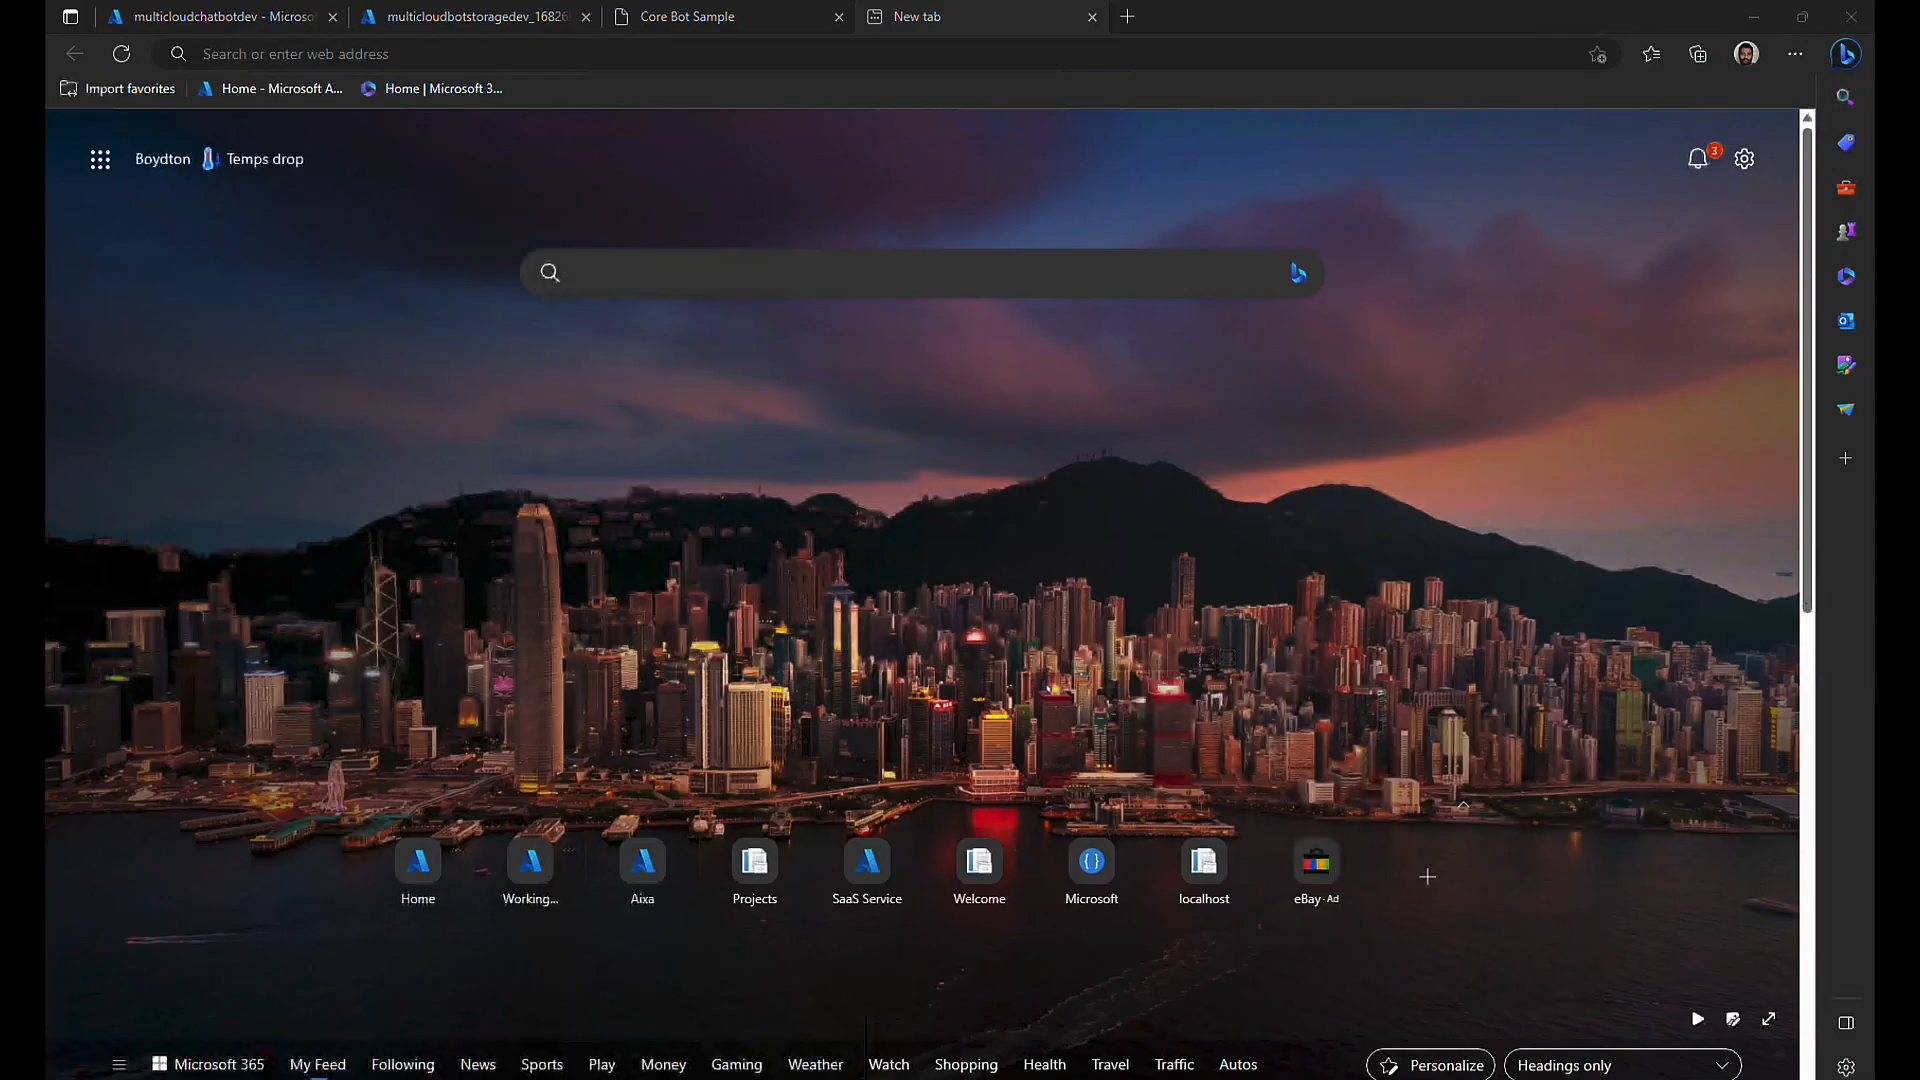 multicloudchatbotdev - Microso
multicloudbotstoragedev_16826
Core Bot Sample
New tab
Search or enter web address
Import favorites
Home - Microsoft A...
Home | Microsoft 3...
Boydton
Temps drop
3
Home
Working...
Aixa
Projects
SaaS Service
Welcome
Microsoft
localhost
eBay · Ad
Microsoft 365
My Feed
Following
News
Sports
Play
Money
Gaming
Weather
Watch
Shopping
Health
Travel
Traffic
Autos
Personalize
Headings only